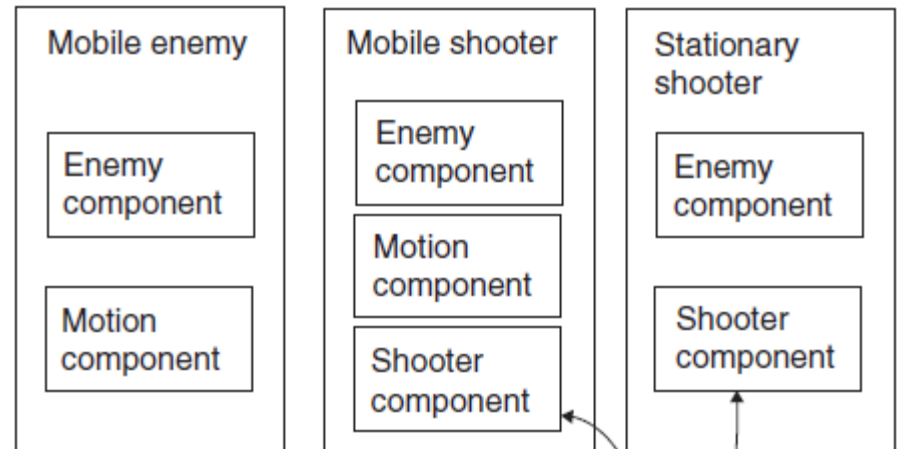 Mobile enemy
Enemy
component
Motion
component
Mobile shooter
Enemy
component
Motion
component
Shooter
component
Stationary
shooter
Enemy
component
Shooter
component